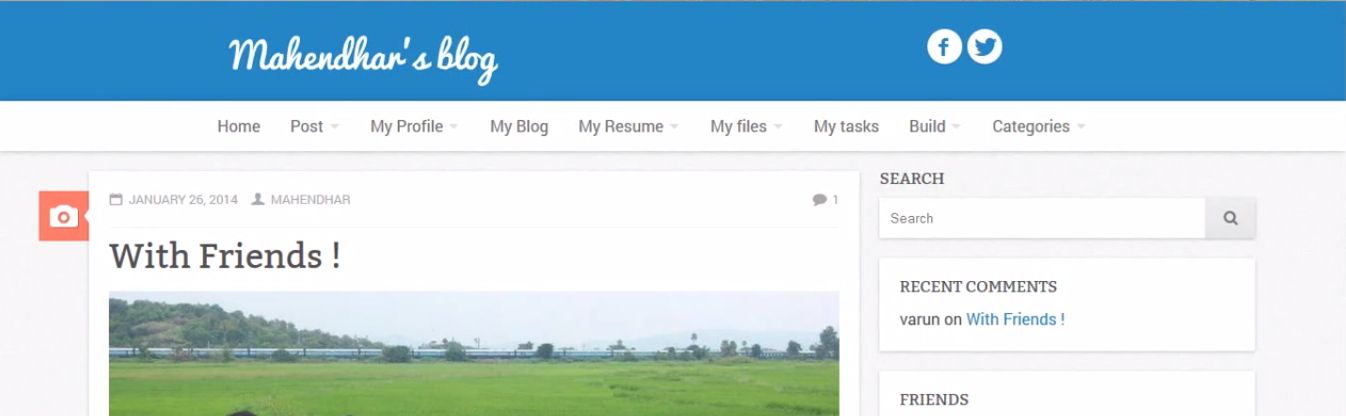 Mahendhar's blog
Home Post My Profile My Blog My Resume My files My tasks Build Categories
JANUARY 26, 2014 MAHENDHAR 1
With Friends !
SEARCH
Search
RECENT COMMENTS
varun on With Friends !
FRIENDS